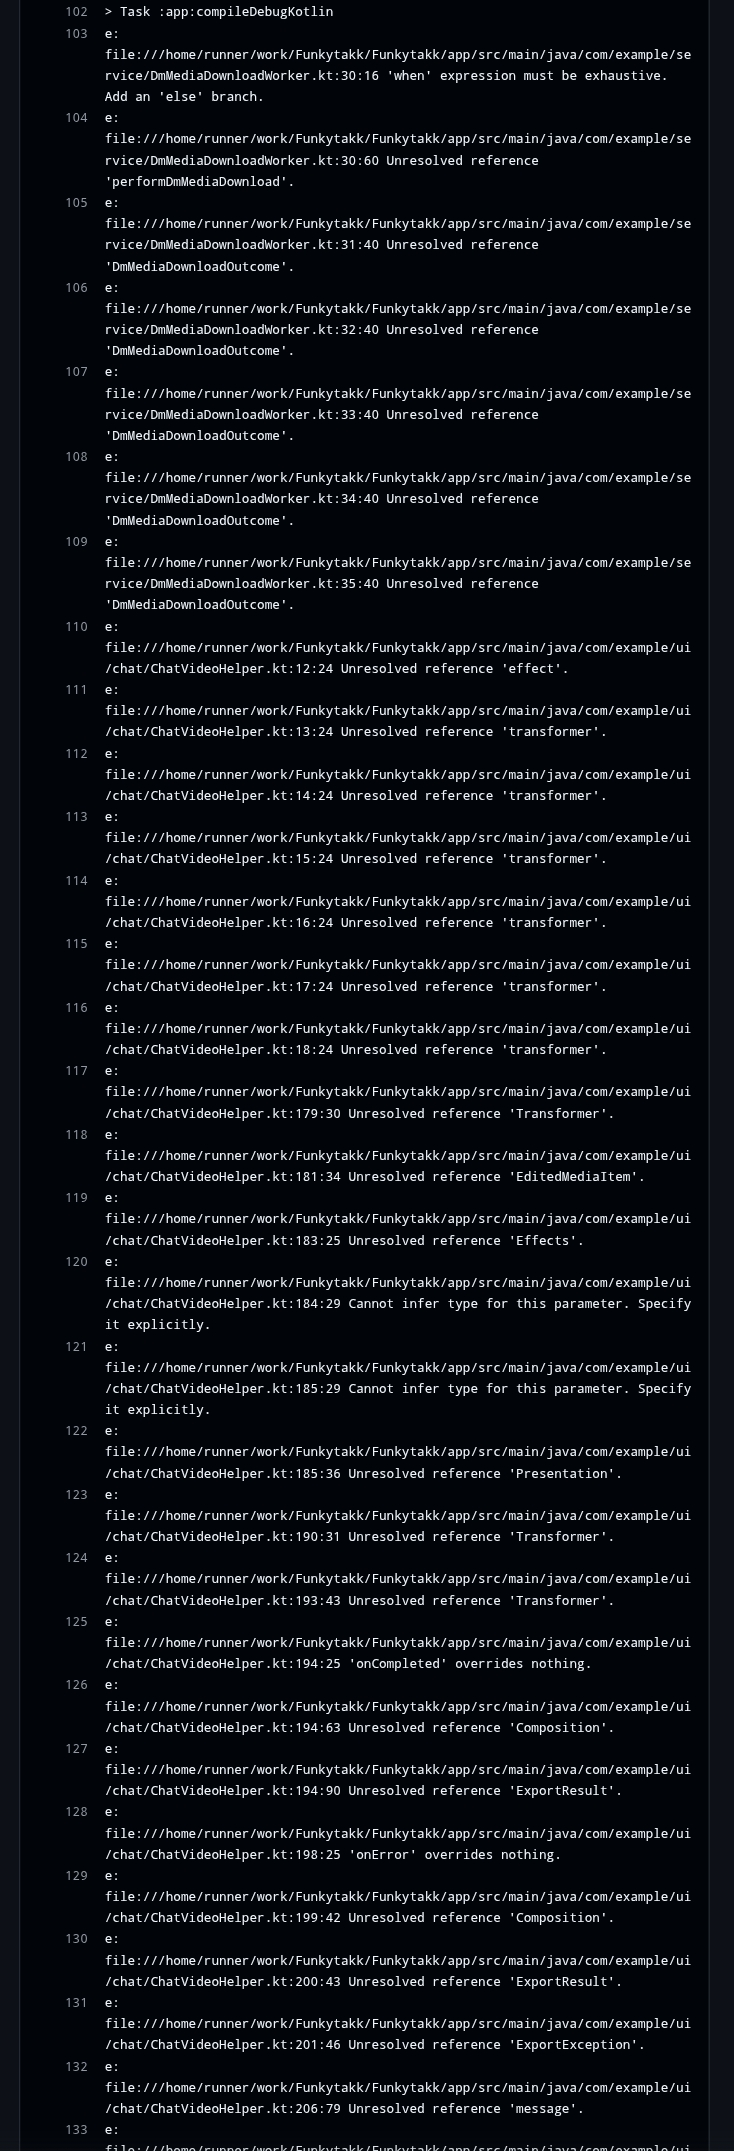 102 > Task :app:compileDebugKotlin
103 e:
file:///home/runner/work/Funkytakk/Funkytakk/app/src/main/java/com/example/se
rvice/DmMediaDownloadWorker.kt:30:16 'when' expression must be exhaustive.
Add an 'else' branch.
104 e:
file:///home/runner/work/Funkytakk/Funkytakk/app/src/main/java/com/example/se
rvice/DmMediaDownloadWorker.kt:30:60 Unresolved reference
'performDmMediaDownload'.
105 e:
file:///home/runner/work/Funkytakk/Funkytakk/app/src/main/java/com/example/se
rvice/DmMediaDownloadWorker.kt:31:40 Unresolved reference
'DmMediaDownloadOutcome'.
106 e:
file:///home/runner/work/Funkytakk/Funkytakk/app/src/main/java/com/example/se
rvice/DmMediaDownloadWorker.kt:32:40 Unresolved reference
'DmMediaDownloadOutcome'.
107 e:
file:///home/runner/work/Funkytakk/Funkytakk/app/src/main/java/com/example/se
rvice/DmMediaDownloadWorker.kt:33:40 Unresolved reference
'DmMediaDownloadOutcome'.
108 e:
file:///home/runner/work/Funkytakk/Funkytakk/app/src/main/java/com/example/se
rvice/DmMediaDownloadWorker.kt:34:40 Unresolved reference
'DmMediaDownloadOutcome'.
109 e:
file:///home/runner/work/Funkytakk/Funkytakk/app/src/main/java/com/example/se
rvice/DmMediaDownloadWorker.kt:35:40 Unresolved reference
'DmMediaDownloadOutcome'.
110 e:
file:///home/runner/work/Funkytakk/Funkytakk/app/src/main/java/com/example/ui
/chat/ChatVideoHelper.kt:12:24 Unresolved reference 'effect'.
111 e:
file:///home/runner/work/Funkytakk/Funkytakk/app/src/main/java/com/example/ui
/chat/ChatVideoHelper.kt:13:24 Unresolved reference 'transformer'.
112 e:
file:///home/runner/work/Funkytakk/Funkytakk/app/src/main/java/com/example/ui
/chat/ChatVideoHelper.kt:14:24 Unresolved reference 'transformer'.
113 e:
file:///home/runner/work/Funkytakk/Funkytakk/app/src/main/java/com/example/ui
/chat/ChatVideoHelper.kt:15:24 Unresolved reference 'transformer'.
114 e:
file:///home/runner/work/Funkytakk/Funkytakk/app/src/main/java/com/example/ui
/chat/ChatVideoHelper.kt:16:24 Unresolved reference 'transformer'.
115 e:
file:///home/runner/work/Funkytakk/Funkytakk/app/src/main/java/com/example/ui
/chat/ChatVideoHelper.kt:17:24 Unresolved reference 'transformer'.
116 e:
file:///home/runner/work/Funkytakk/Funkytakk/app/src/main/java/com/example/ui
/chat/ChatVideoHelper.kt:18:24 Unresolved reference 'transformer'.
117 e:
file:///home/runner/work/Funkytakk/Funkytakk/app/src/main/java/com/example/ui
/chat/ChatVideoHelper.kt:179:30 Unresolved reference 'Transformer'.
118 e:
file:///home/runner/work/Funkytakk/Funkytakk/app/src/main/java/com/example/ui
/chat/ChatVideoHelper.kt:181:34 Unresolved reference 'EditedMediaItem'.
119 e:
file:///home/runner/work/Funkytakk/Funkytakk/app/src/main/java/com/example/ui
/chat/ChatVideoHelper.kt:183:25 Unresolved reference 'Effects'.
120 e:
file:///home/runner/work/Funkytakk/Funkytakk/app/src/main/java/com/example/ui
/chat/ChatVideoHelper.kt:184:29 Cannot infer type for this parameter. Specify
it explicitly.
121 e:
file:///home/runner/work/Funkytakk/Funkytakk/app/src/main/java/com/example/ui
/chat/ChatVideoHelper.kt:185:29 Cannot infer type for this parameter. Specify
it explicitly.
122 e:
file:///home/runner/work/Funkytakk/Funkytakk/app/src/main/java/com/example/ui
/chat/ChatVideoHelper.kt:185:36 Unresolved reference 'Presentation'.
123 e:
file:///home/runner/work/Funkytakk/Funkytakk/app/src/main/java/com/example/ui
/chat/ChatVideoHelper.kt:190:31 Unresolved reference 'Transformer'.
124 e:
file:///home/runner/work/Funkytakk/Funkytakk/app/src/main/java/com/example/ui
/chat/ChatVideoHelper.kt:193:43 Unresolved reference 'Transformer'.
125 e:
file:///home/runner/work/Funkytakk/Funkytakk/app/src/main/java/com/example/ui
/chat/ChatVideoHelper.kt:194:25 'onCompleted' overrides nothing.
126 e:
file:///home/runner/work/Funkytakk/Funkytakk/app/src/main/java/com/example/ui
/chat/ChatVideoHelper.kt:194:63 Unresolved reference 'Composition'.
127 e:
file:///home/runner/work/Funkytakk/Funkytakk/app/src/main/java/com/example/ui
/chat/ChatVideoHelper.kt:194:90 Unresolved reference 'ExportResult'.
128 e:
file:///home/runner/work/Funkytakk/Funkytakk/app/src/main/java/com/example/ui
/chat/ChatVideoHelper.kt:198:25 'onError' overrides nothing.
129 e:
file:///home/runner/work/Funkytakk/Funkytakk/app/src/main/java/com/example/ui
/chat/ChatVideoHelper.kt:199:42 Unresolved reference 'Composition'.
130 e:
file:///home/runner/work/Funkytakk/Funkytakk/app/src/main/java/com/example/ui
/chat/ChatVideoHelper.kt:200:43 Unresolved reference 'ExportResult'.
131 e:
file:///home/runner/work/Funkytakk/Funkytakk/app/src/main/java/com/example/ui
/chat/ChatVideoHelper.kt:201:46 Unresolved reference 'ExportException'.
132 e:
file:///home/runner/work/Funkytakk/Funkytakk/app/src/main/java/com/example/ui
/chat/ChatVideoHelper.kt:206:79 Unresolved reference 'message'.
133 e: